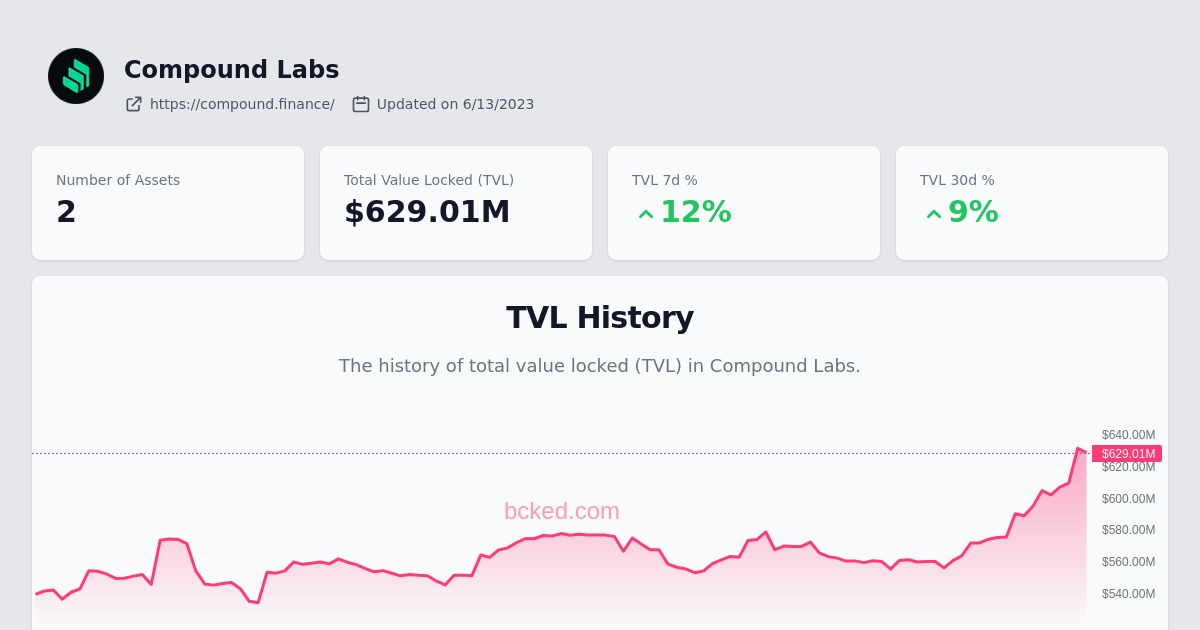 Compound Labs
https://compound.finance/ Updated on 6/13/2023
Number of Assets
2
Total Value Locked (TVL)
$629.01M
TVL 7d %
12%
TVL 30d %
9%
TVL History
The history of total value locked (TVL) in Compound Labs.
$640.00M
$629.01M
$620.00M
bcked.com
$600.00M
$580.00M
$560.00M
$540.00M